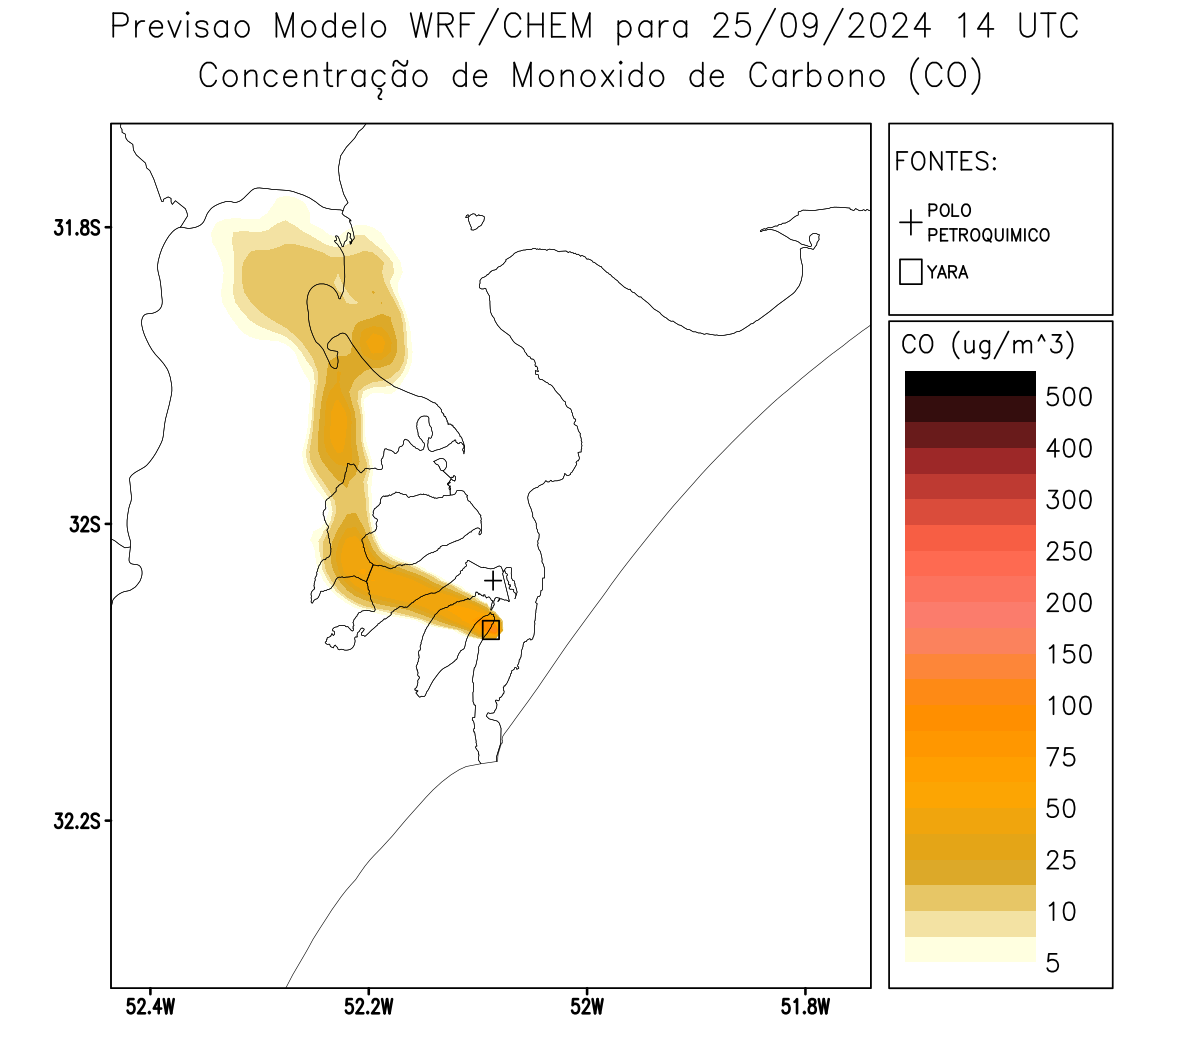 Previsao Modelo WRF/CHEM para 25/09/2024 14 UTC
Concentração de Monoxido de Carbono (CO)
FONTES:
POLO
PETROQUIMICO
YARA
CO (ug/m^3)
500
400
300
250
200
150
100
75
50
25
10
5
31.8S
32S
32.2S
52.4W 52.2W 52W 51.8W